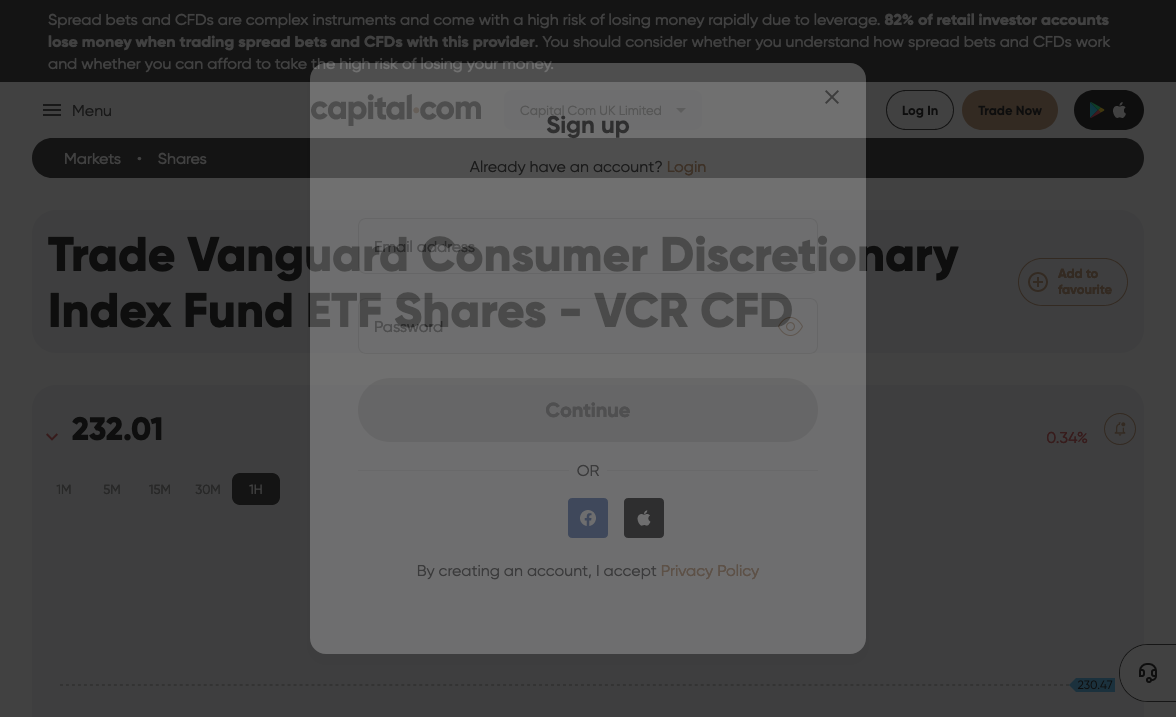 Spread bets and CFDs are complex instruments and come with a high risk of losing money rapidly due to leverage. 82% of retail investor accounts
lose money when trading spread bets and CFDs with this provider. You should consider whether you understand how spread bets and CFDs work
and whether you can afford to take the high risk of losing your money.
Menu
capital.com
Capital Com UK Limited
Log In
Trade Now
Sign up
Markets
Shares
Already have an account? Login
Trade Vanguard Consumer Discretionary
Index Fund ETF Shares - VCR CFD
Add to
favourite
Email address
Password
Continue
232.01
0.34%
OR
1M
5M
15M
30M
1H
By creating an account, I accept Privacy Policy
230.47